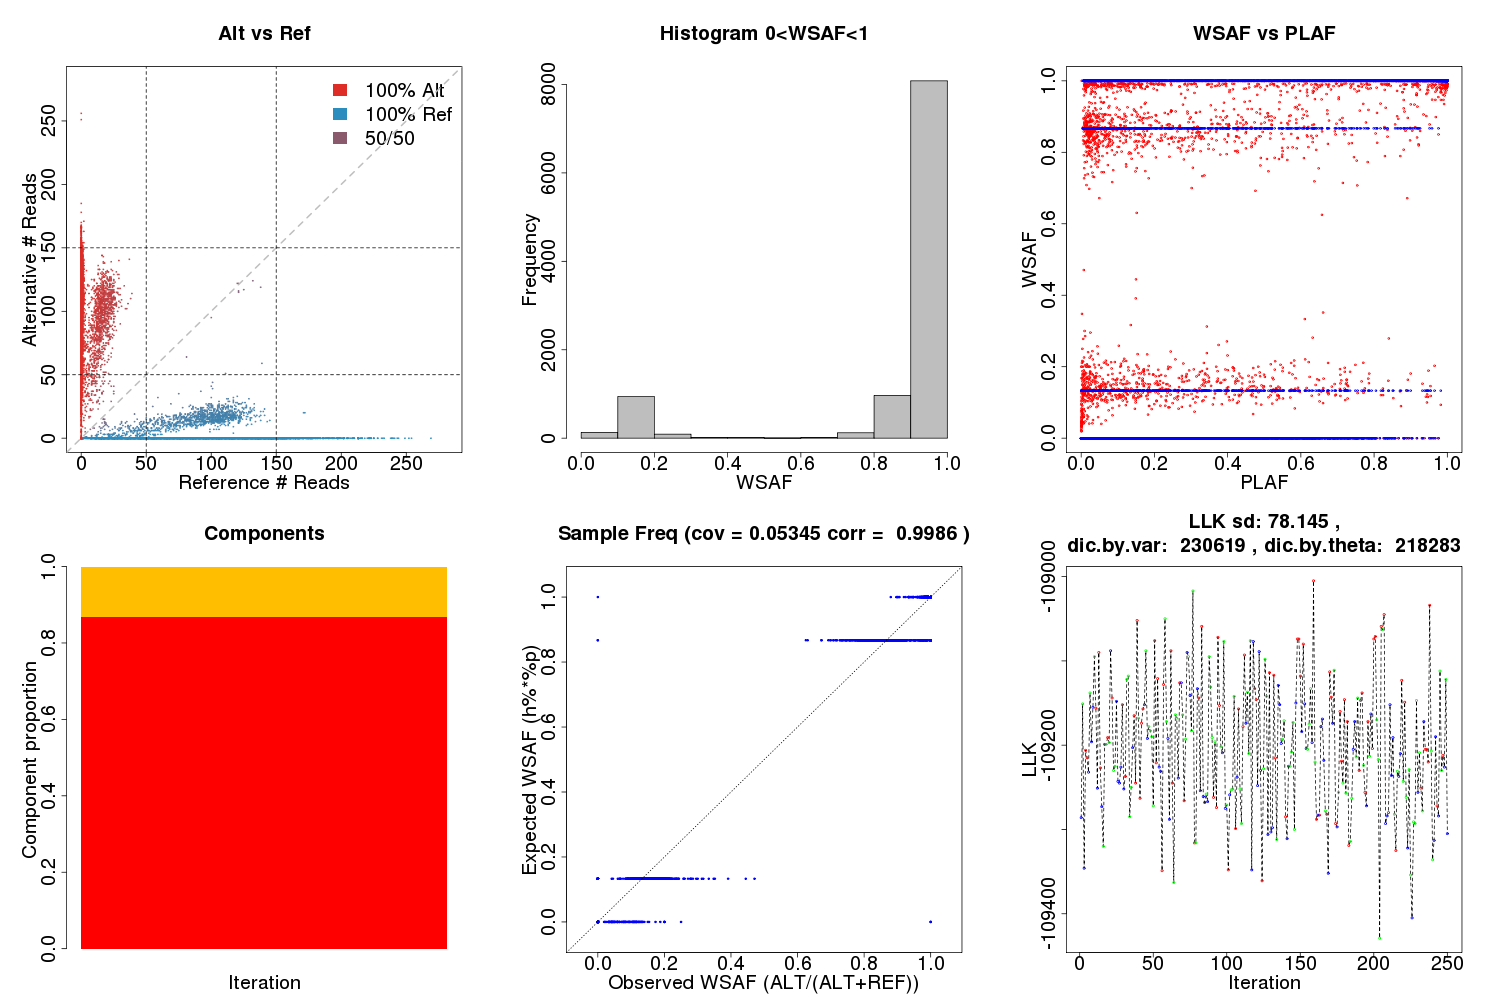 Alt vs Ref
100% Alt
100% Ref
50/50
Alternative # Reads
0 50 100 150 200 250
0 50 100 150 200 250
Reference # Reads
Histogram 0<WSAF<1
Frequency
0 2000 4000 6000 8000
0.0 0.2 0.4 0.6 0.8 1.0
WSAF
WSAF vs PLAF
WSAF
0.0 0.2 0.4 0.6 0.8 1.0
0.0 0.2 0.4 0.6 0.8 1.0
PLAF
Components
Component proportion
0.0 0.2 0.4 0.6 0.8 1.0
Iteration
Sample Freq (cov = 0.05345 corr = 0.9986 )
Expected WSAF (h%*%p)
0.0 0.2 0.4 0.6 0.8 1.0
0.0 0.2 0.4 0.6 0.8 1.0
Observed WSAF (ALT/(ALT+REF))
LLK sd: 78.145 ,
dic.by.var: 230619 , dic.by.theta: 218283
LLK
-109400 -109200 -109000
0 50 100 150 200 250
Iteration